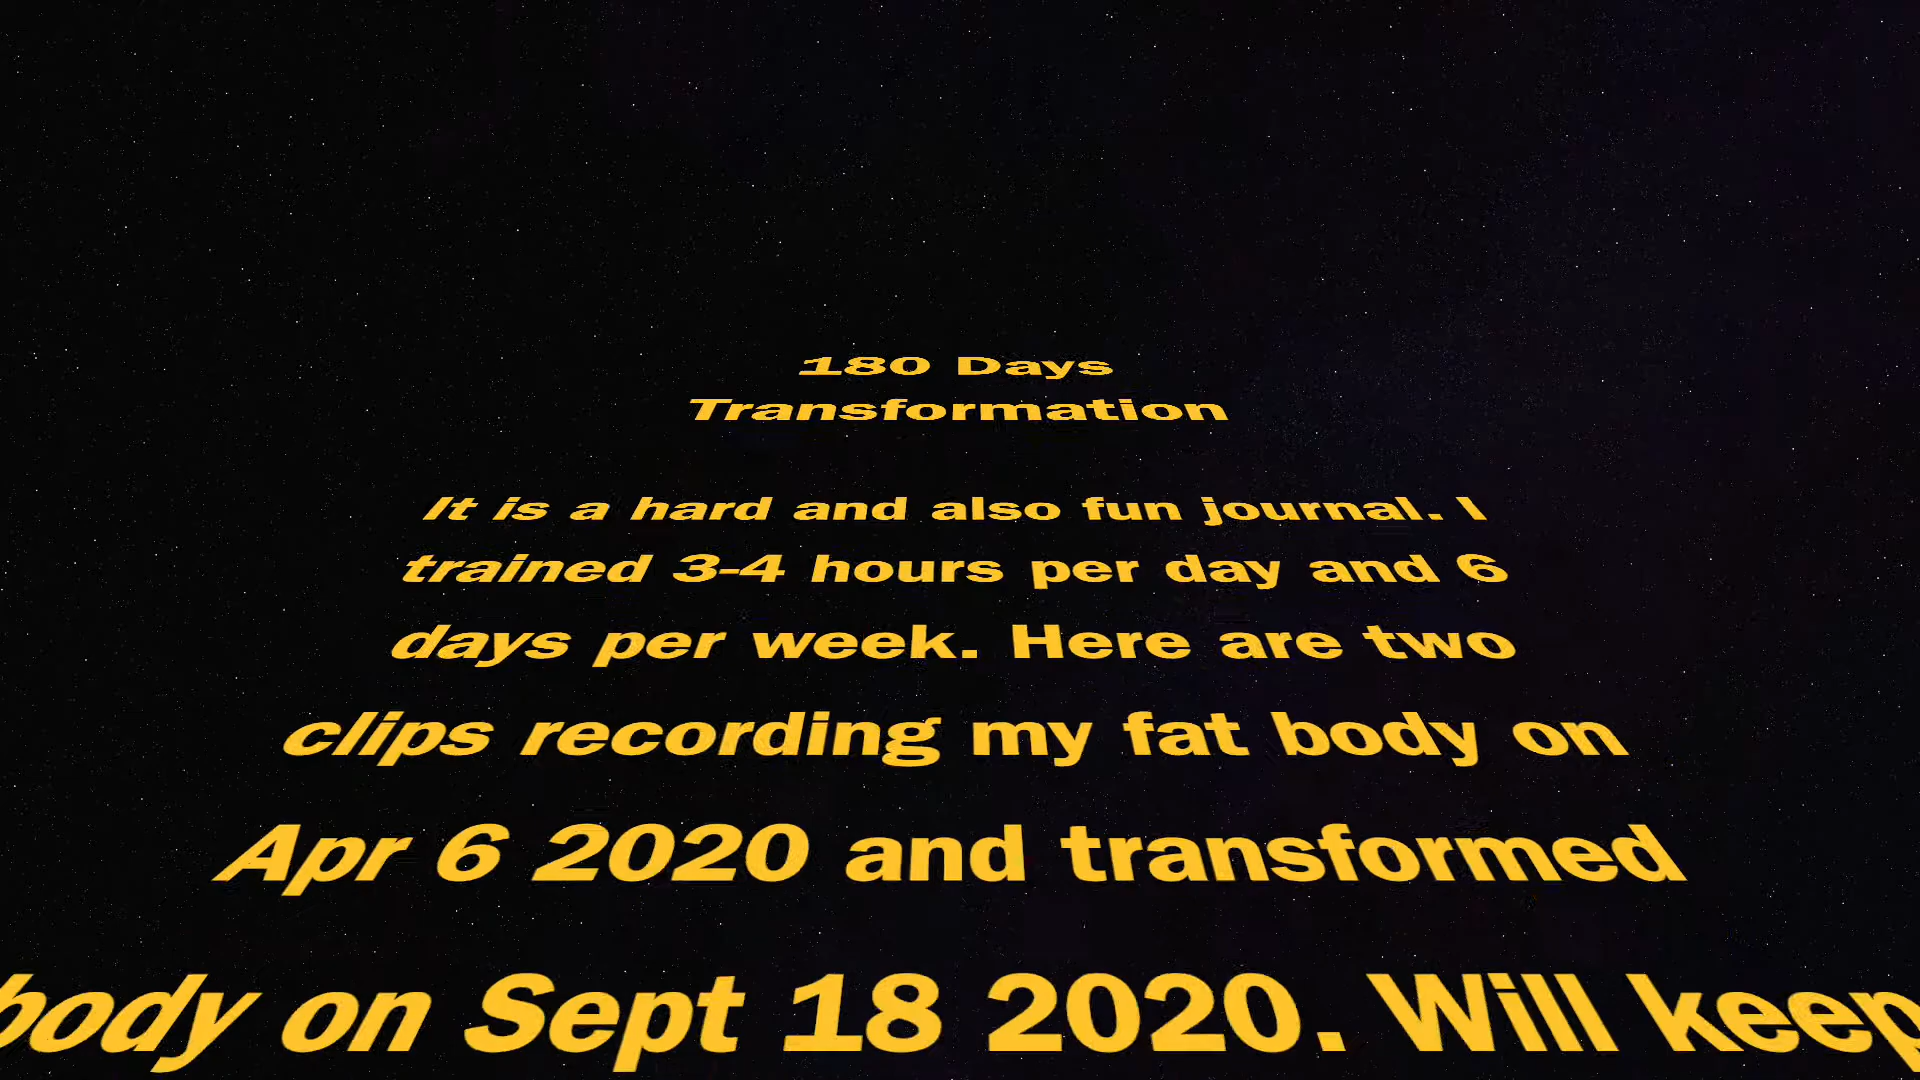 180 Days
Transformation
It is a hard and also fun journal. I
trained 3-4 hours per day and 6
days per week. Here are two
clips recording my fat body on
Apr 6 2020 and transformed
body on Sept 18 2020. Will keep